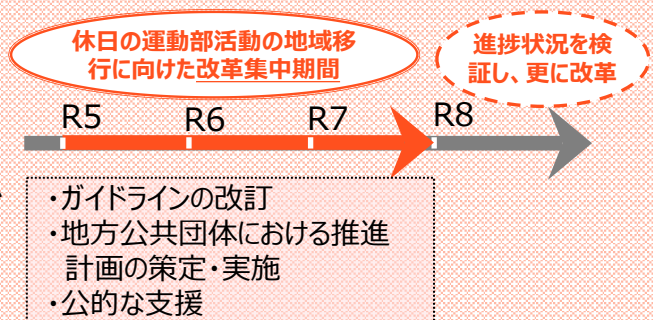 休日の運動部活動の地域移
行に向けた改革集中期間
進捗状況を検
証し、更に改革
R5 R6 R7 R8
・ガイドラインの改訂
・地方公共団体における推進
計画の策定・実施
・公的な支援